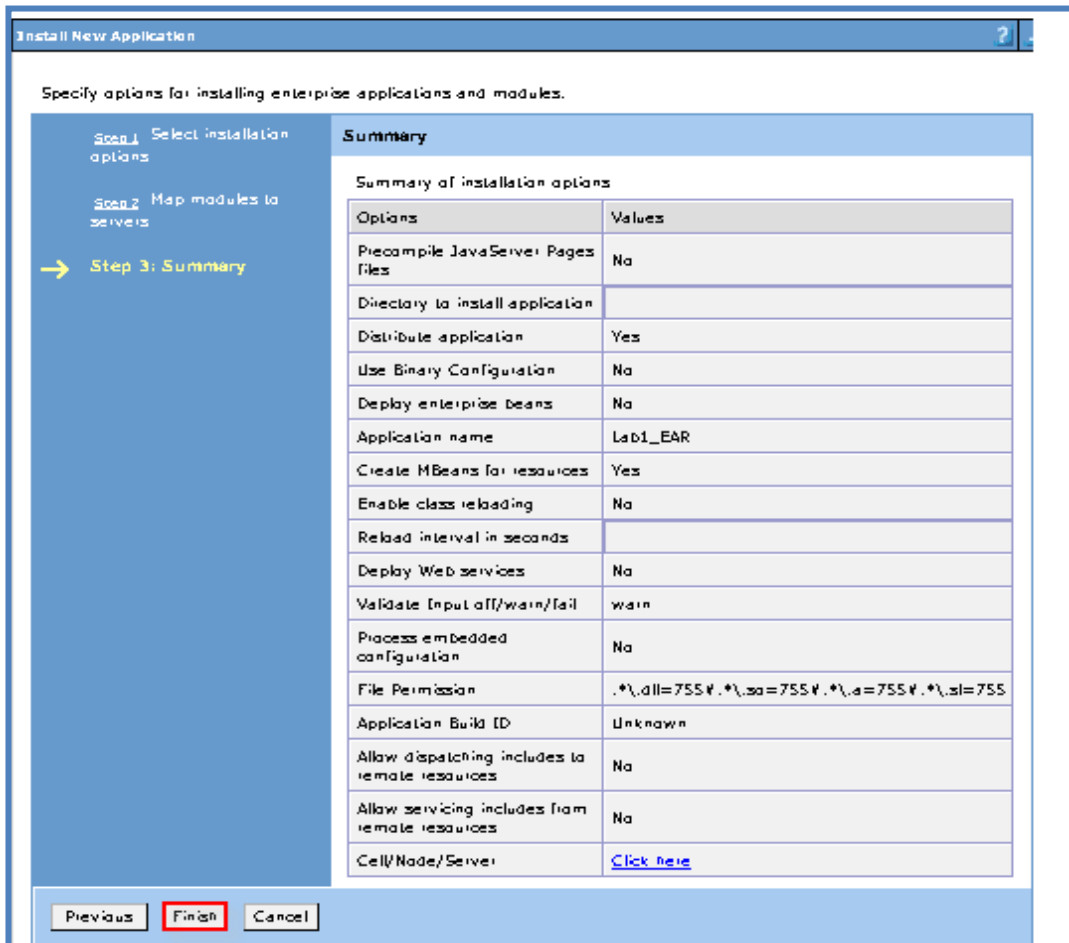 Install New Application
?
Specify options for installing enterprise applications and modules.
Step 1 Select installation
options
Step 2 Map modules to
servers
Step 3: Summary
Summary
Summary of installation options
Options Values
Precompile JavaServer Pages
files
No
Directory to install application
Distribute application Yes
Use Binary Configuration No
Deploy enterprise beans No
Application name Lab1_EAR
Create MBeans for resources Yes
Enable class reloading No
Reload interval in seconds
Deploy Web services No
Validate Input off/warn/fail warn
Process embedded
configuration
No
File Permission .*\.dll=755#.*\.so=755#.*\.a=755#.*\.sl=755
Application Build ID Unknown
Allow dispatching includes to
remote resources
No
Allow servicing includes from
remote resources
No
Cell/Node/Server Click here
Previous Finish Cancel